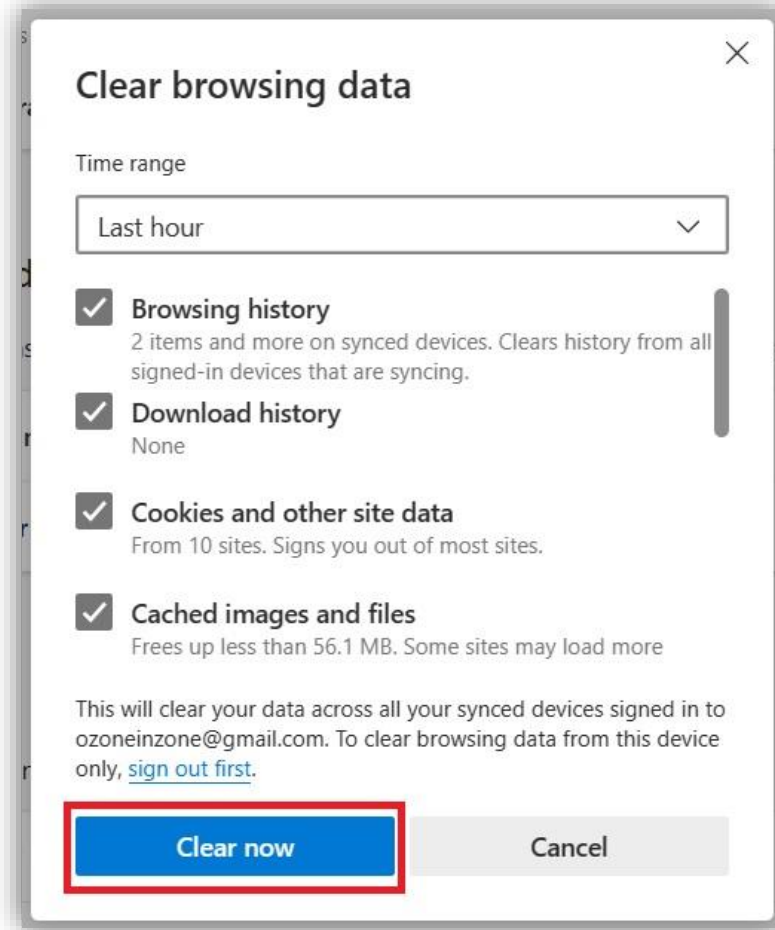 Clear browsing data
Time range
Last hour
Browsing history
2 items and more on synced devices. Clears history from all
signed-in devices that are syncing.
Download history
None
Cookies and other site data
From 10 sites. Signs you out of most sites.
Cached images and files
Frees up less than 56.1 MB. Some sites may load more
This will clear your data across all your synced devices signed in to
ozoneinzone@gmail.com. To clear browsing data from this device
only, sign out first.
Clear now
Cancel